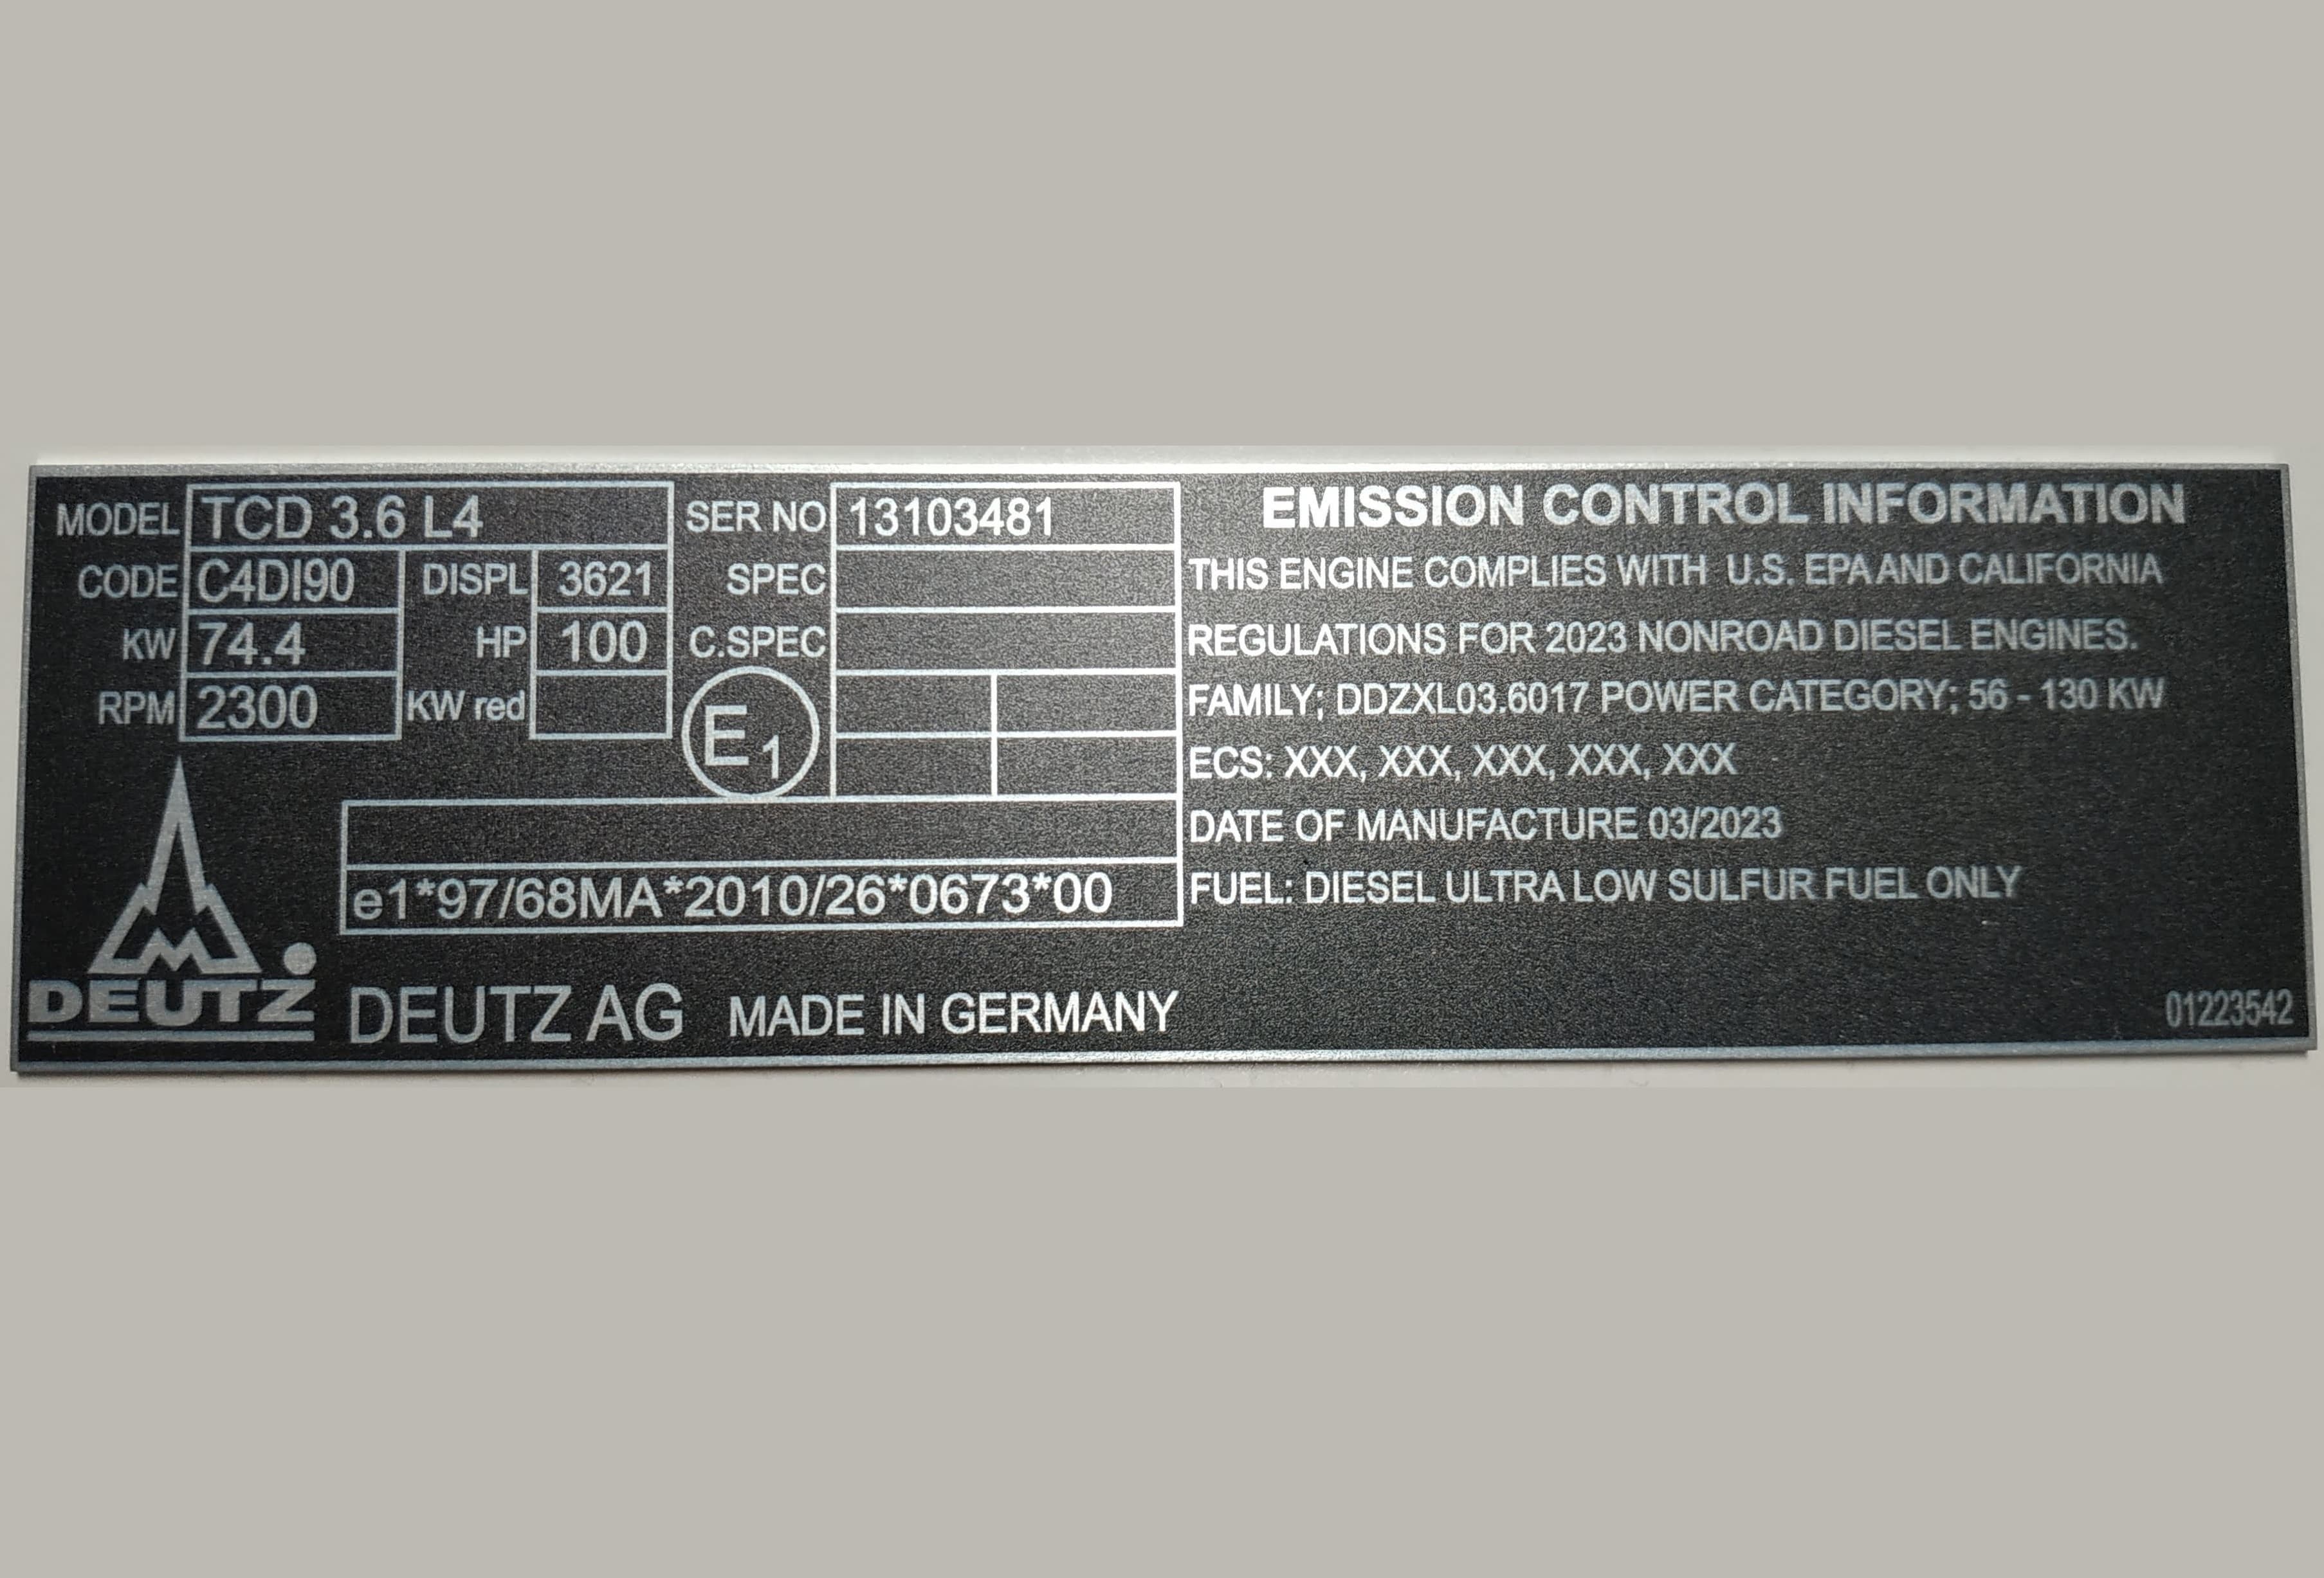 MODEL TCD 3.6 L4 SER NO 13103481
CODE C4DI90 DISPL 3621 SPEC
KW 74.4 HP 100 C.SPEC
RPM 2300 KW red E1
e1*97/68MA*2010/26*0673*00
DEUTZ
DEUTZ AG MADE IN GERMANY
EMISSION CONTROL INFORMATION
THIS ENGINE COMPLIES WITH U.S. EPA AND CALIFORNIA
REGULATIONS FOR 2023 NONROAD DIESEL ENGINES.
FAMILY; DDZXL03.6017 POWER CATEGORY; 56 - 130 KW
ECS: XXX, XXX, XXX, XXX, XXX
DATE OF MANUFACTURE 03/2023
FUEL: DIESEL ULTRA LOW SULFUR FUEL ONLY
01223542